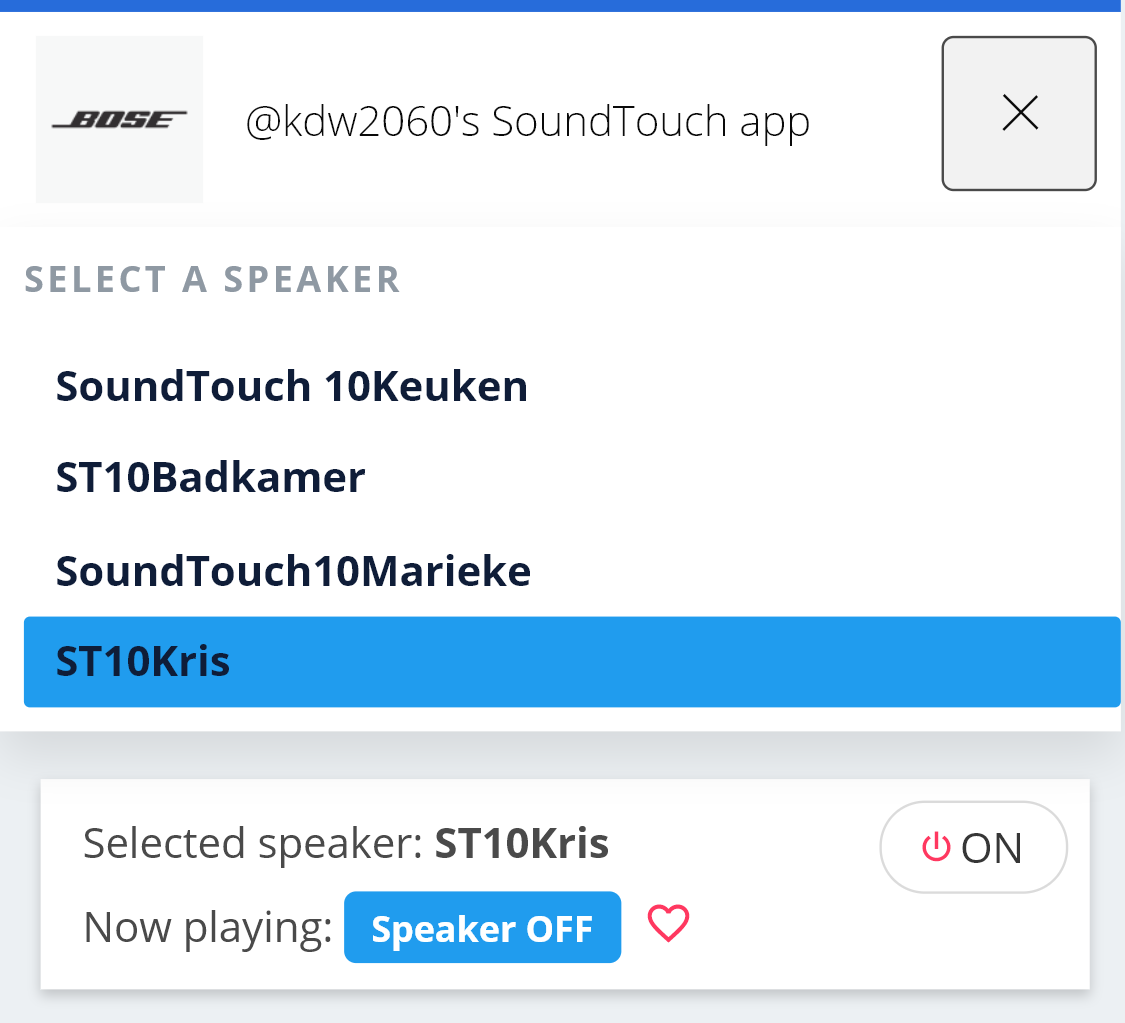 BOSE
@kdw2060's SoundTouch app
SELECT A SPEAKER
SoundTouch 10Keuken
ST10Badkamer
SoundTouch10Marieke
ST10Kris
Selected speaker: ST10Kris
ON
Now playing: Speaker OFF